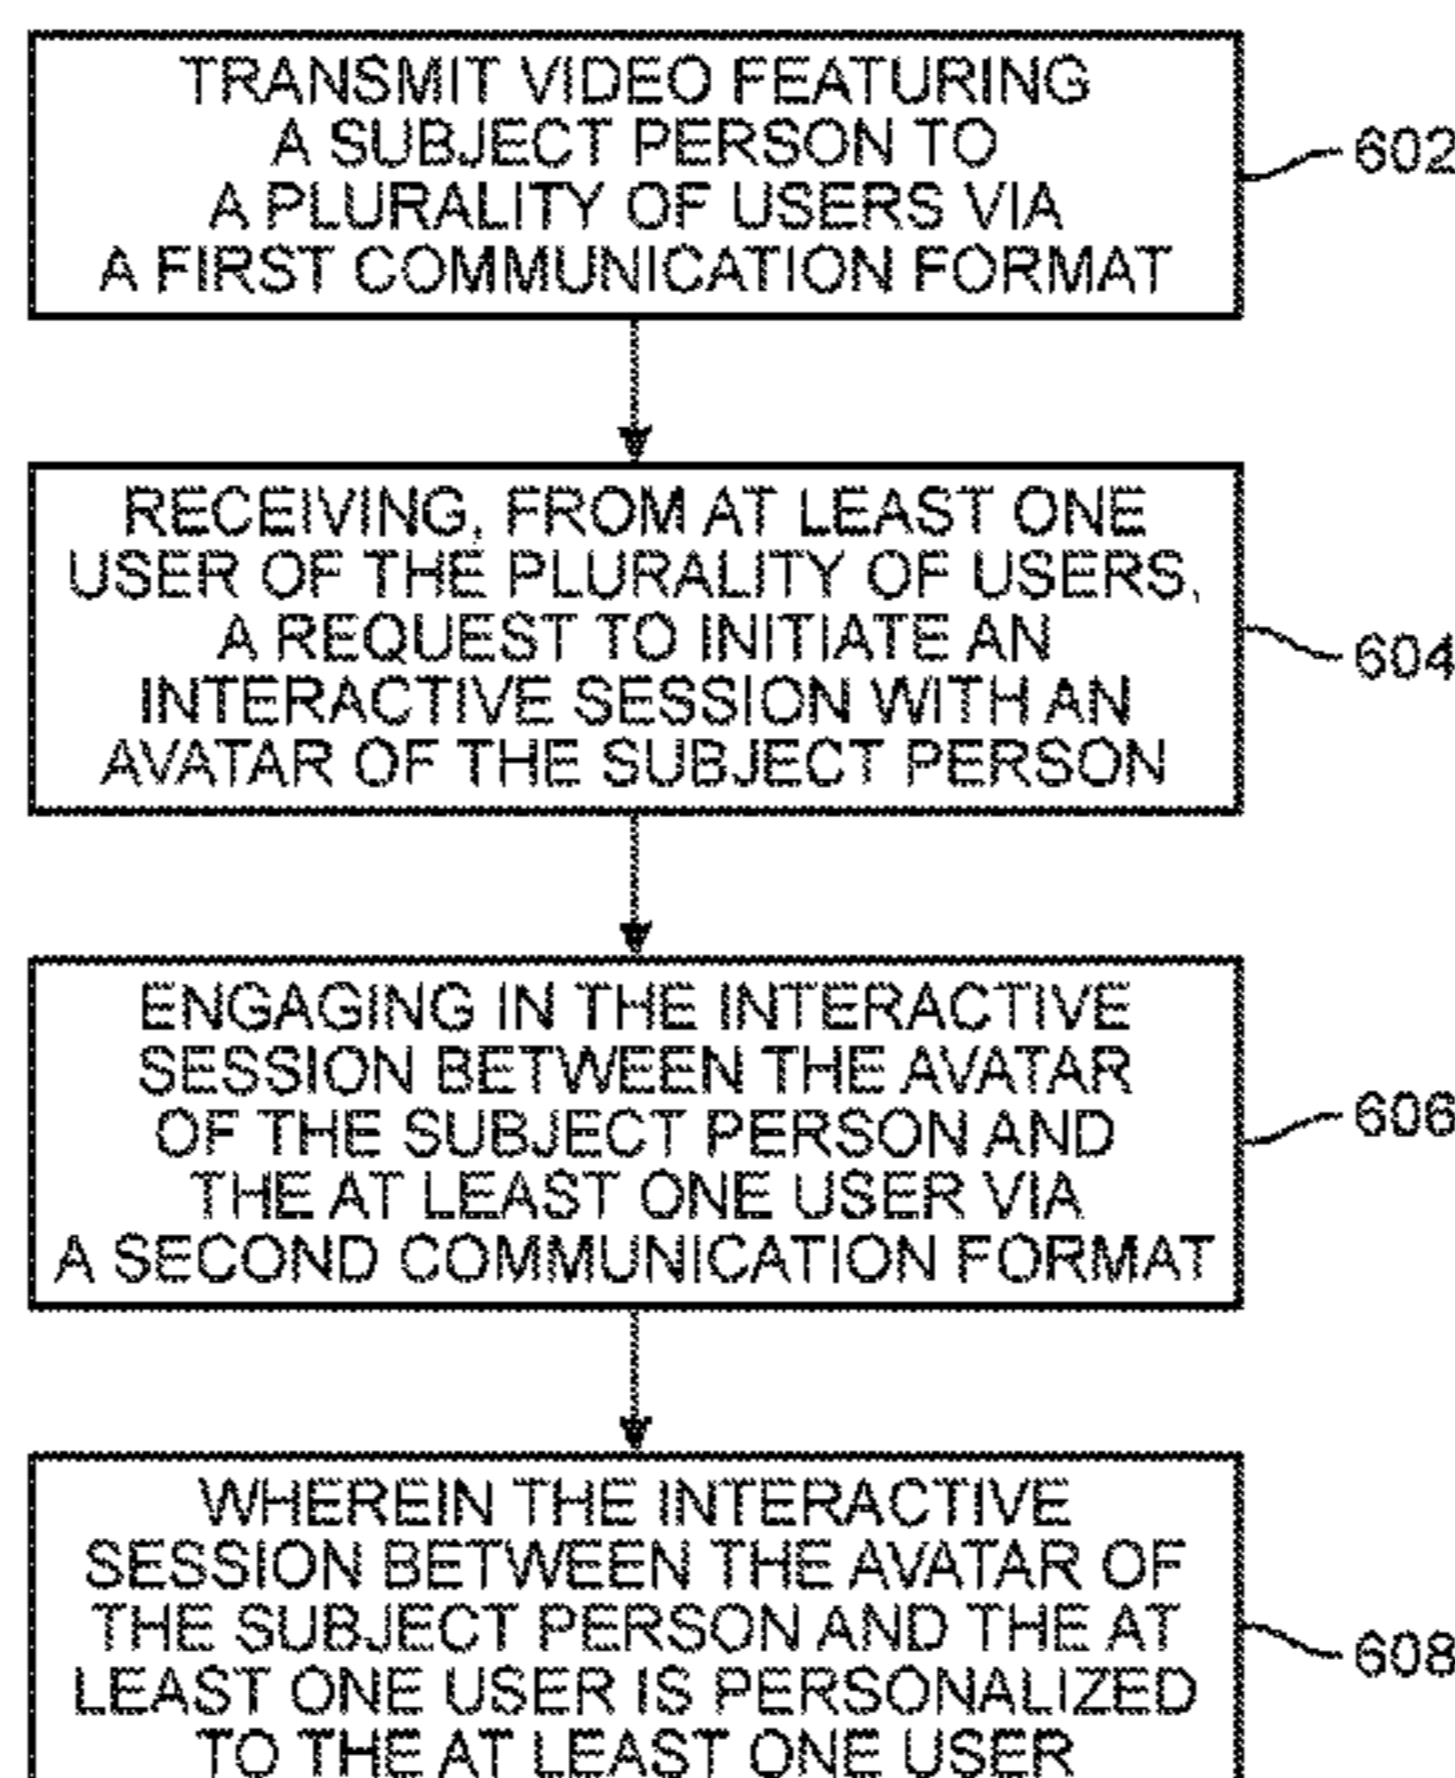 TRANSMIT VIDEO FEATURING
A SUBJECT PERSON TO
A PLURALITY OF USERS VIA
A FIRST COMMUNICATION FORMAT
602
RECEIVING, FROM AT LEAST ONE
USER OF THE PLURALITY OF USERS,
A REQUEST TO INITIATE AN
INTERACTIVE SESSION WITH AN
AVATAR OF THE SUBJECT PERSON
604
ENGAGING IN THE INTERACTIVE
SESSION BETWEEN THE AVATAR
OF THE SUBJECT PERSON AND
THE AT LEAST ONE USER VIA
A SECOND COMMUNICATION FORMAT
606
WHEREIN THE INTERACTIVE
SESSION BETWEEN THE AVATAR OF
THE SUBJECT PERSON AND THE AT
LEAST ONE USER IS PERSONALIZED
TO THE AT LEAST ONE USER
608